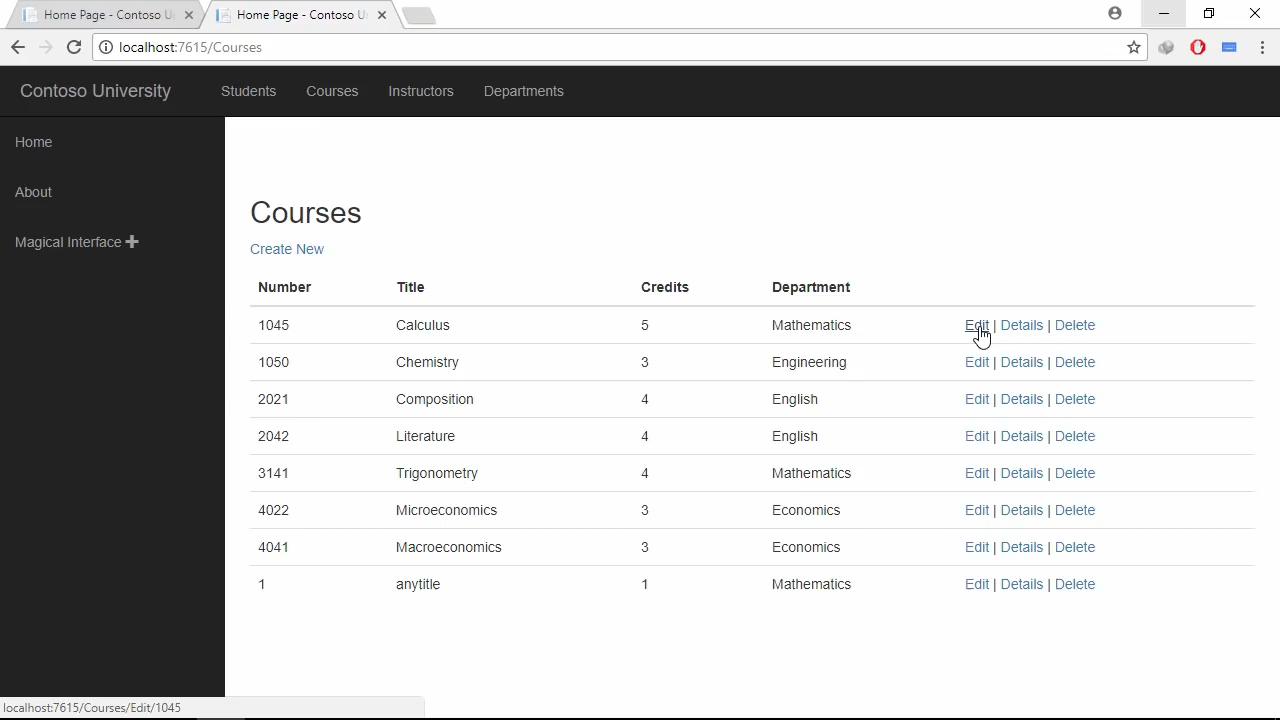 Home Page - Contoso U
Home Page - Contoso U
localhost:7615/Courses
Contoso University Students Courses Instructors Departments
Home
About
Magical Interface
Courses
Create New
Number Title Credits Department
1045 Calculus 5 Mathematics Edit | Details | Delete
1050 Chemistry 3 Engineering Edit | Details | Delete
2021 Composition 4 English Edit | Details | Delete
2042 Literature 4 English Edit | Details | Delete
3141 Trigonometry 4 Mathematics Edit | Details | Delete
4022 Microeconomics 3 Economics Edit | Details | Delete
4041 Macroeconomics 3 Economics Edit | Details | Delete
1 anytitle 1 Mathematics Edit | Details | Delete
localhost:7615/Courses/Edit/1045